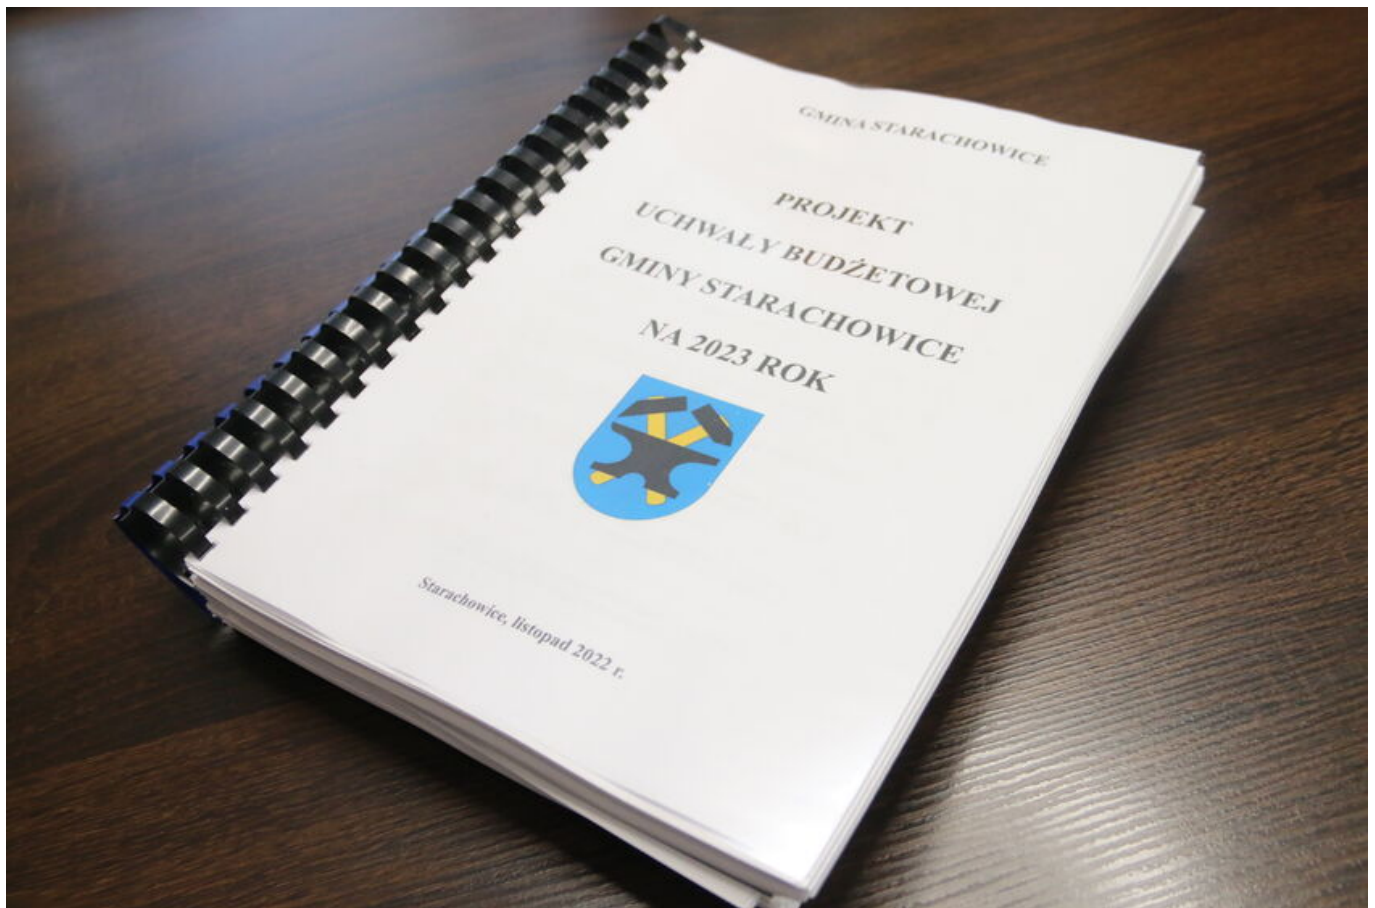 GMINA STARACHOWICE
PROJEKT
UCHWAŁY BUDŻETOWEJ
GMINY STARACHOWICE
NA 2023 ROK
Starachowice, listopad 2022 r.